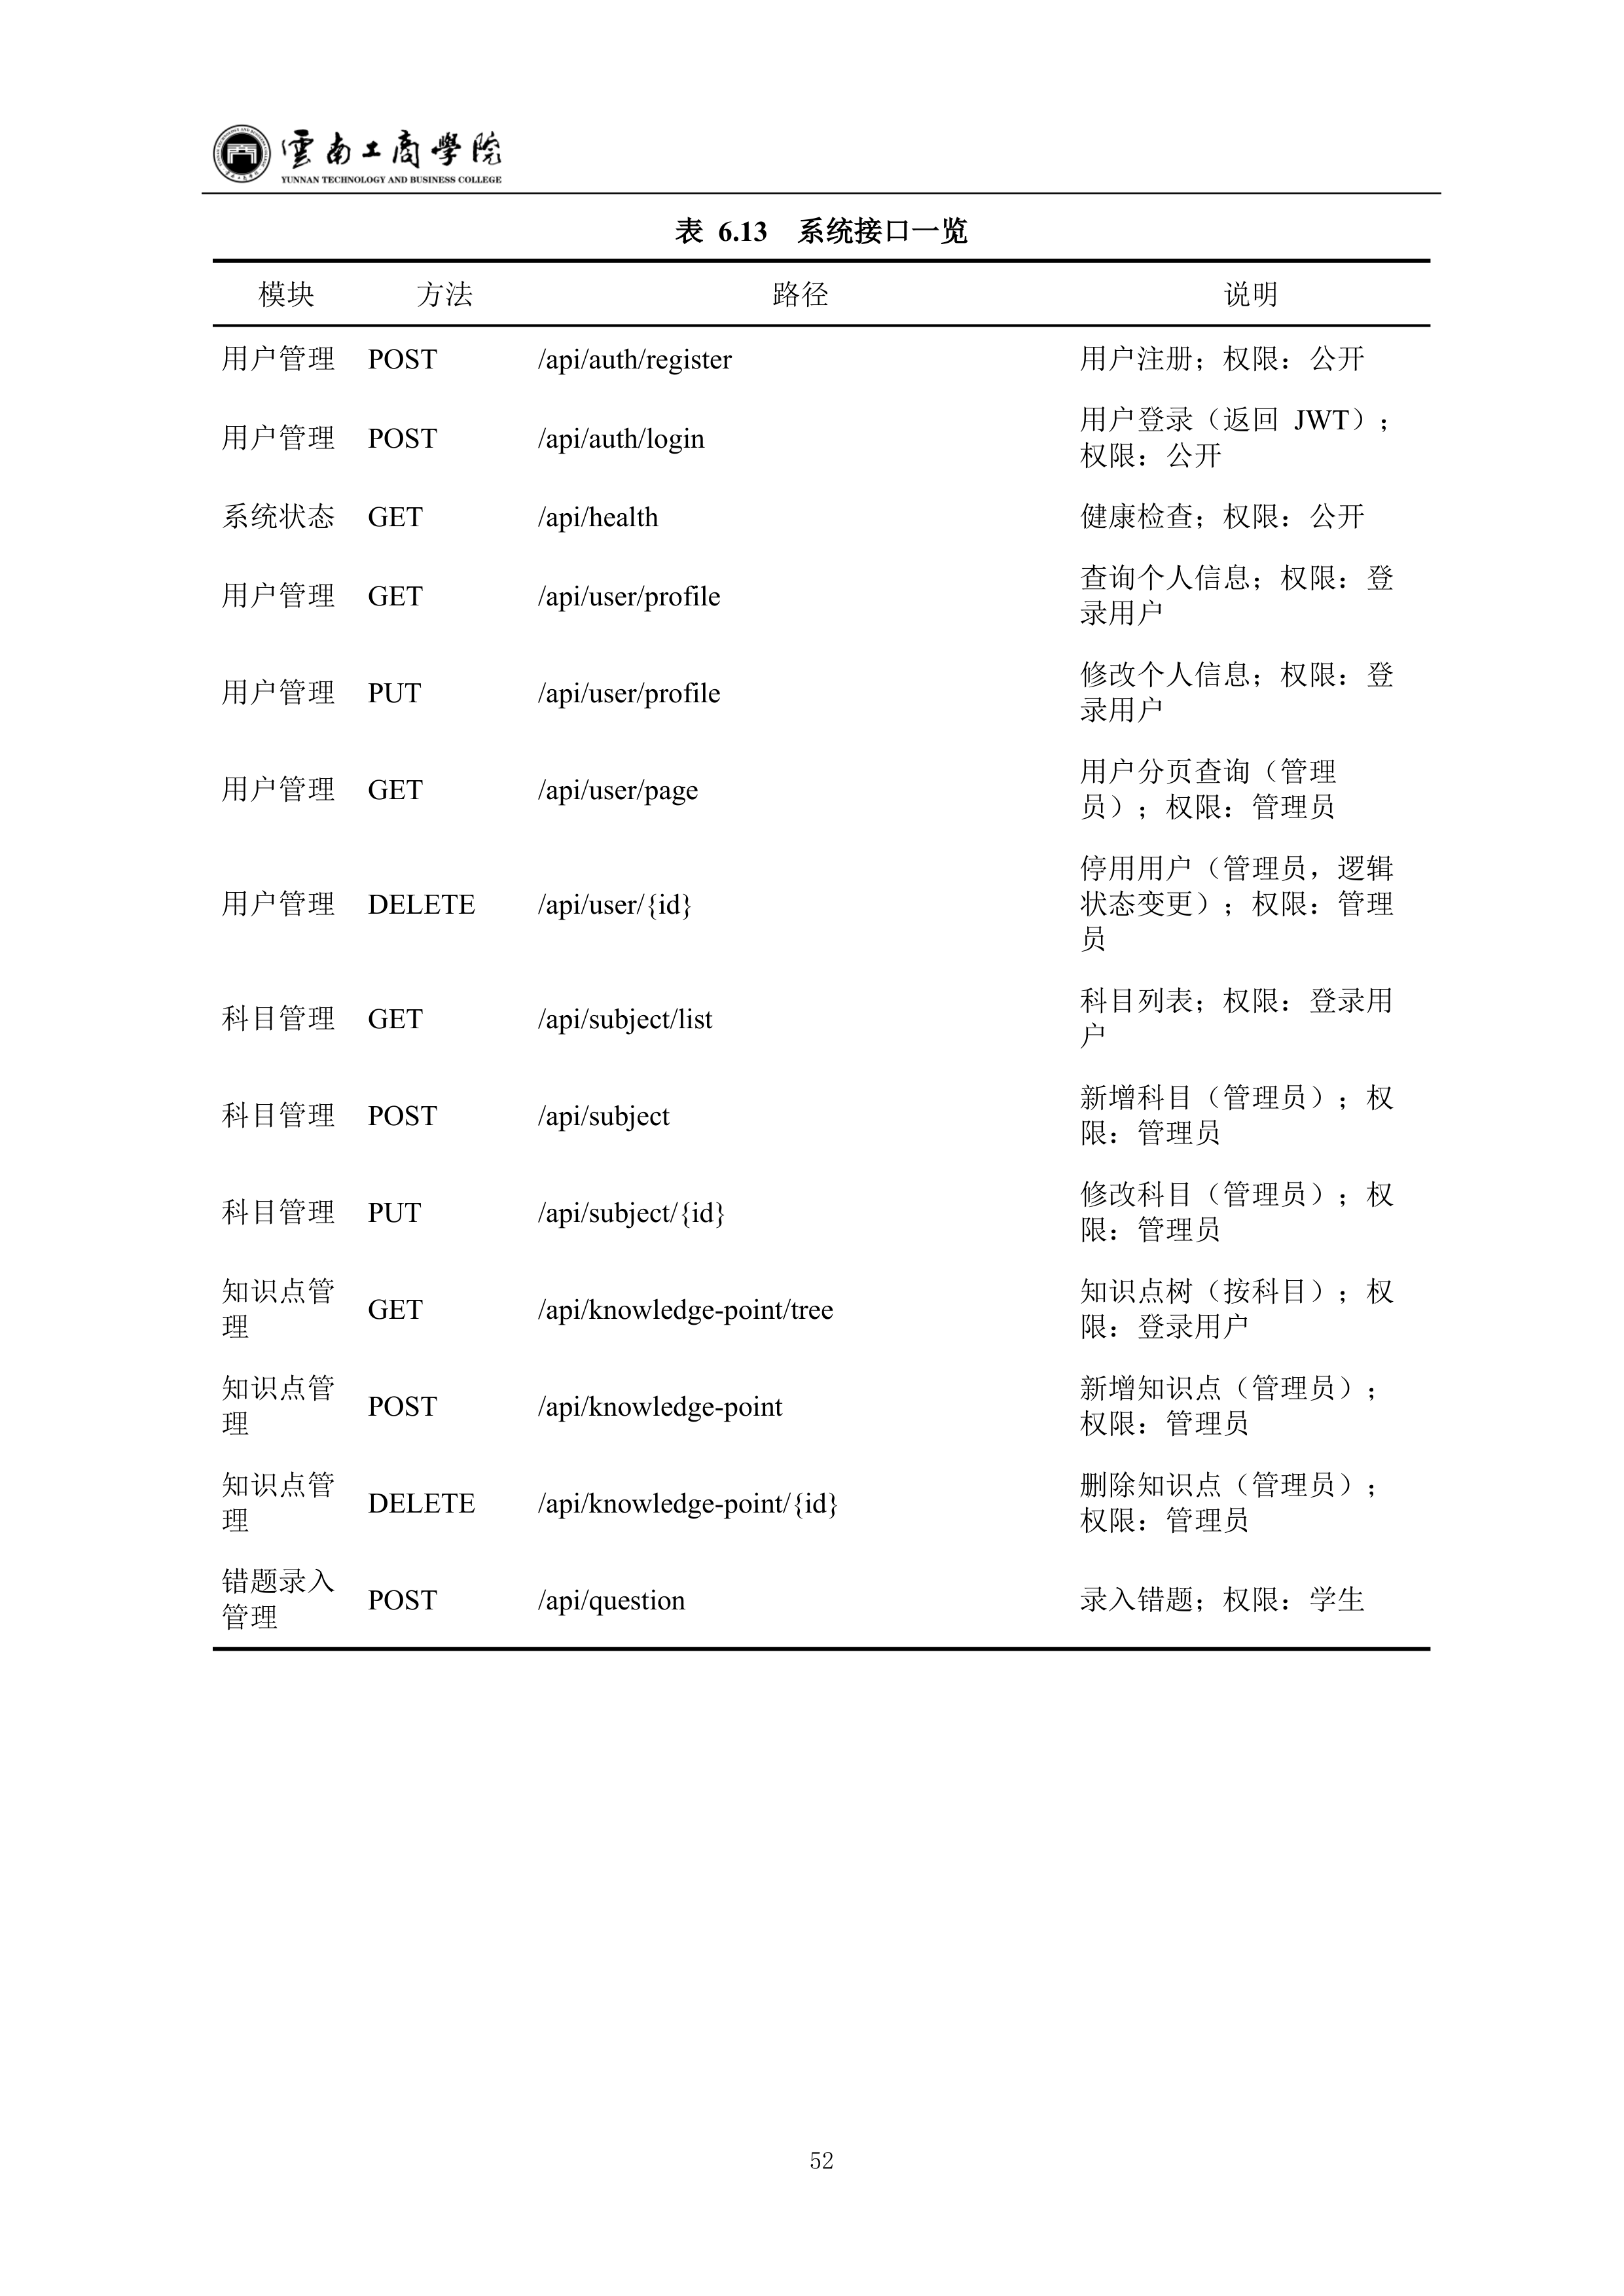 雲南工商學院
YUNNAN TECHNOLOGY AND BUSINESS COLLEGE
表 6.13 系统接口一览
模块 方法 路径 说明
用户管理 POST /api/auth/register 用户注册；权限：公开
用户管理 POST /api/auth/login 用户登录（返回 JWT）；
权限：公开
系统状态 GET /api/health 健康检查；权限：公开
用户管理 GET /api/user/profile 查询个人信息；权限：登
录用户
用户管理 PUT /api/user/profile 修改个人信息；权限：登
录用户
用户管理 GET /api/user/page 用户分页查询（管理
员）；权限：管理员
用户管理 DELETE /api/user/{id} 停用用户（管理员，逻辑
状态变更）；权限：管理
员
科目管理 GET /api/subject/list 科目列表；权限：登录用
户
科目管理 POST /api/subject 新增科目（管理员）；权
限：管理员
科目管理 PUT /api/subject/{id} 修改科目（管理员）；权
限：管理员
知识点管
理 GET /api/knowledge-point/tree 知识点树（按科目）；权
限：登录用户
知识点管
理 POST /api/knowledge-point 新增知识点（管理员）；
权限：管理员
知识点管
理 DELETE /api/knowledge-point/{id} 删除知识点（管理员）；
权限：管理员
错题录入
管理 POST /api/question 录入错题；权限：学生
52